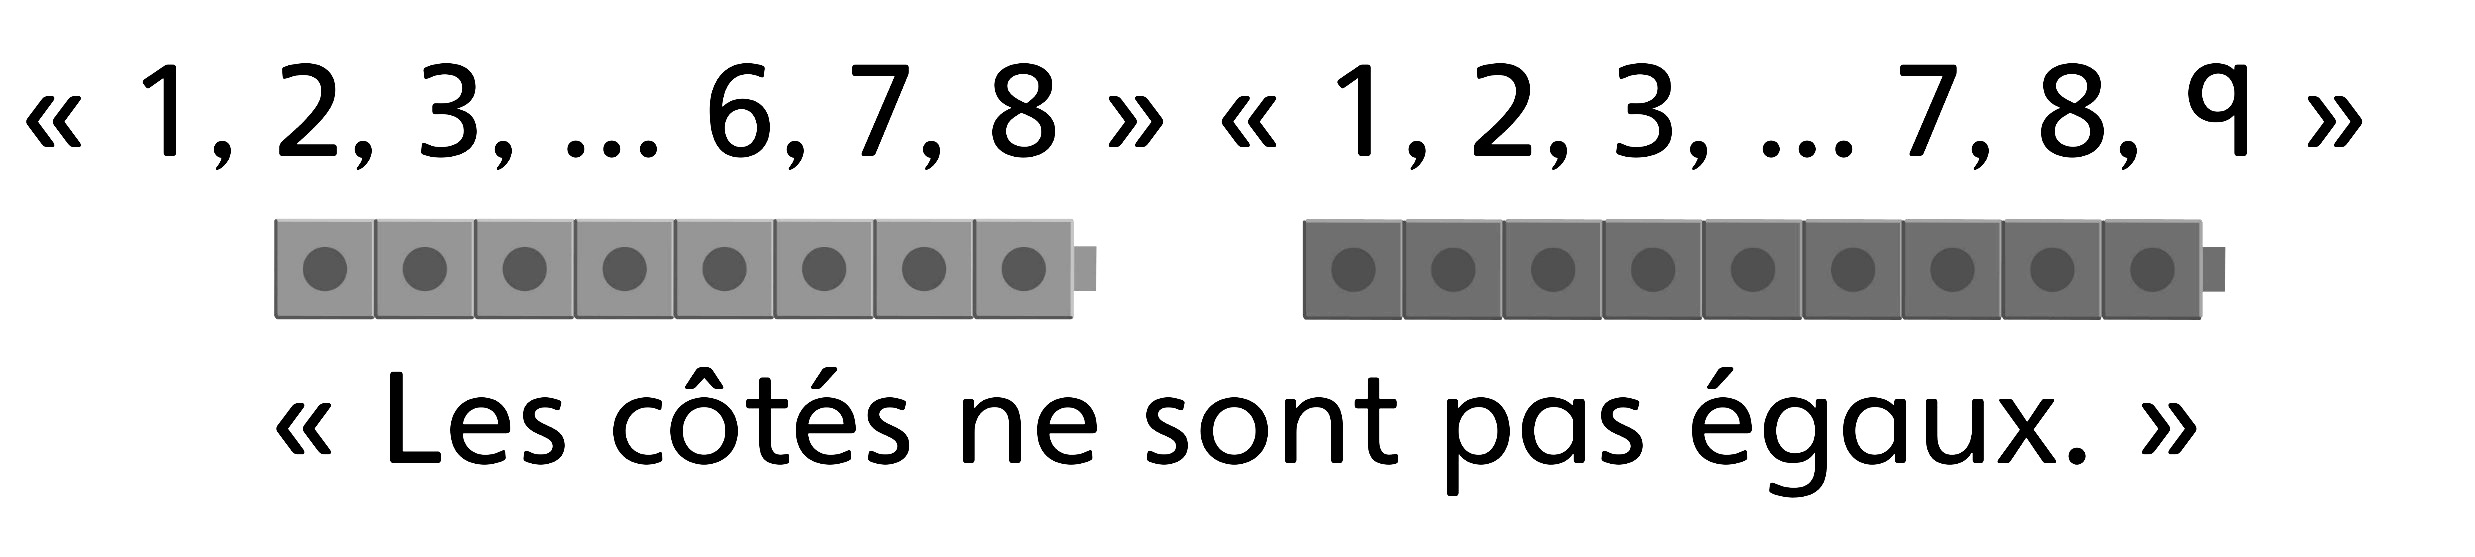 « 1, 2, 3, ... 6, 7, 8 » « 1, 2, 3, ... 7, 8, 9 »
« Les côtés ne sont pas égaux. »